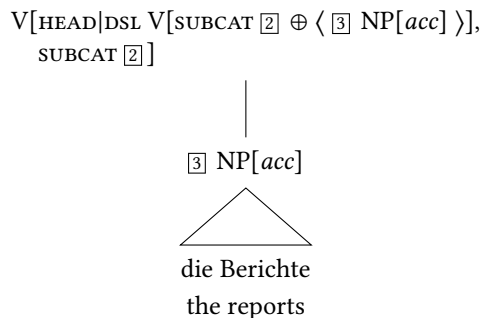 V[HEAD|DSL V[SUBCAT 2 ⊕ ⟨ 3 NP[acc] ⟩],
SUBCAT 2 ]
3 NP[acc]
die Berichte
the reports